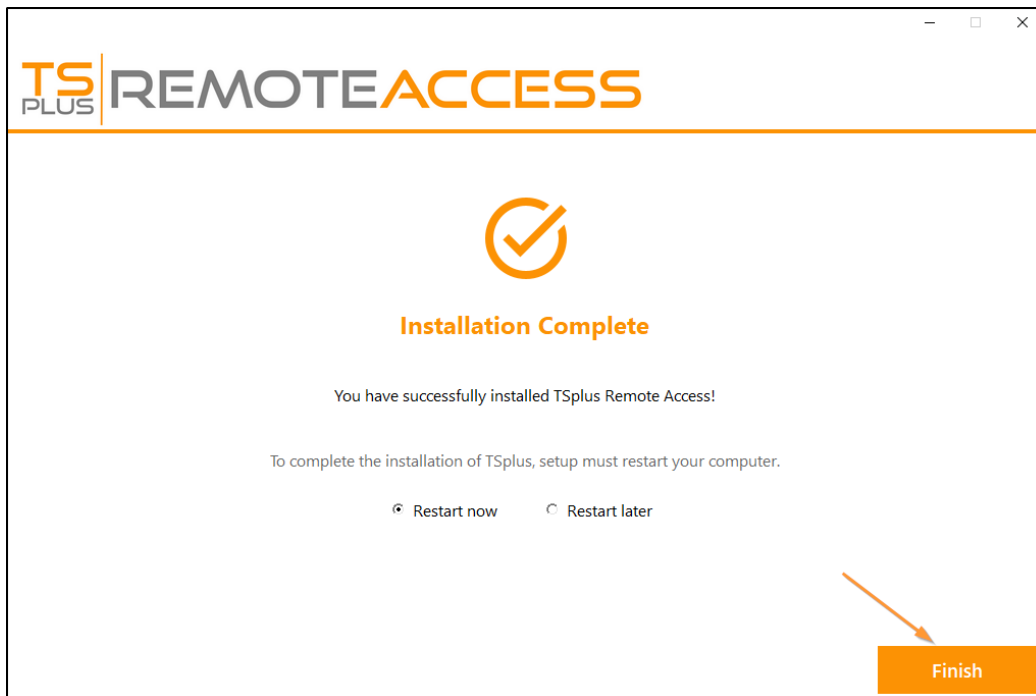 TS REMOTEACCESS
PLUS
Installation Complete
You have successfully installed TSplus Remote Access!
To complete the installation of TSplus, setup must restart your computer.
Restart now Restart later
Finish